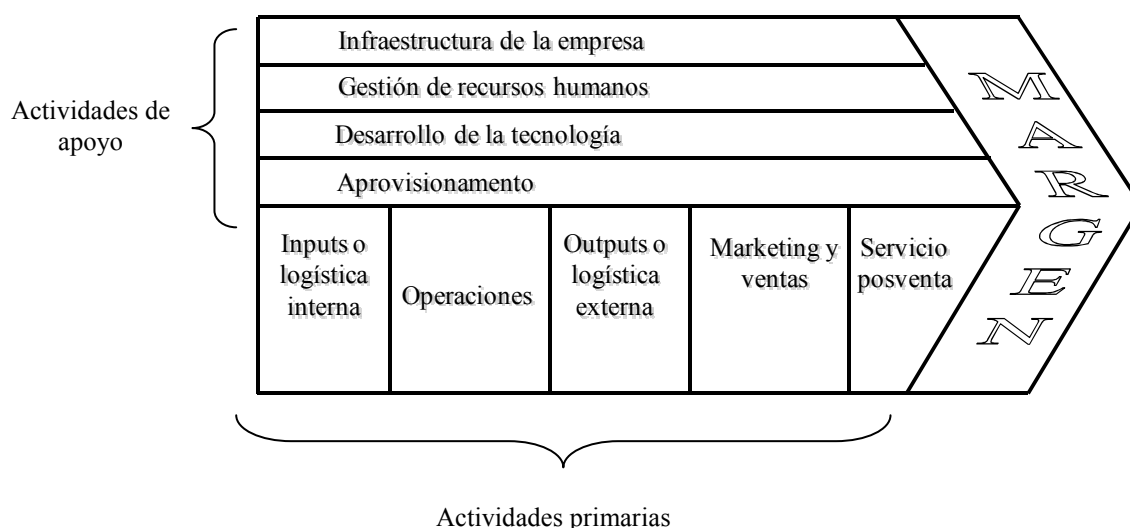 Infraestructura de la empresa
Gestión de recursos humanos
Desarrollo de la tecnología
Aprovisionamento
Actividades de
apoyo
Inputs o
logística
interna
Operaciones
Outputs o
logística
externa
Marketing y
ventas
Servicio
posventa
MARGEN
Actividades primarias